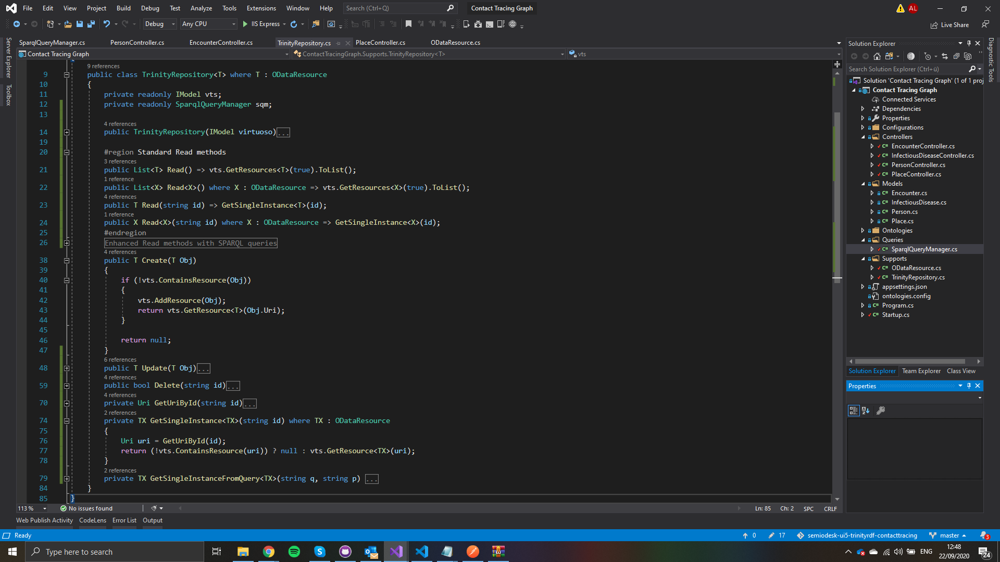 File Edit View Project Build Debug Test Analyze Tools Extensions Window Help Search (Ctrl+Q) Contact Tracing Graph AL
Debug Any CPU IIS Express Live Share
SparqlQueryManager.cs PersonController.cs EncounterController.cs TrinityRepository.cs PlaceController.cs ODataResource.cs
Contact Tracing Graph ContactTracingGraph.Supports.TrinityRepository<T> vts
Server Explorer
Toolbox
9 references
9 public class TrinityRepository<T> where T : ODataResource
10 {
11 private readonly IModel vts;
12 private readonly SparqlQueryManager sqm;
13
4 references
14 public TrinityRepository(IModel virtuoso)...
19
20 #region Standard Read methods
3 references
21 public List<T> Read() => vts.GetResources<T>(true).ToList();
1 reference
22 public List<X> Read<X>() where X : ODataResource => vts.GetResources<X>(true).ToList();
4 references
23 public T Read(string id) => GetSingleInstance<T>(id);
1 reference
24 public X Read<X>(string id) where X : ODataResource => GetSingleInstance<X>(id);
25 #endregion
26 Enhanced Read methods with SPARQL queries
4 references
38 public T Create(T Obj)
39 {
40 if (!vts.ContainsResource(Obj))
41 {
42 vts.AddResource(Obj);
43 return vts.GetResource<T>(Obj.Uri);
44 }
45
46 return null;
47 }
6 references
48 public T Update(T Obj)...
4 references
59 public bool Delete(string id)...
4 references
70 private Uri GetUriById(string id)...
2 references
74 private TX GetSingleInstance<TX>(string id) where TX : ODataResource
75 {
76 Uri uri = GetUriById(id);
77 return (!vts.ContainsResource(uri)) ? null : vts.GetResource<TX>(uri);
78 }
2 references
79 private TX GetSingleInstanceFromQuery<TX>(string q, string p) ...
84 }
85 }
113 % No issues found Ln: 85 Ch: 2 SPC CRLF
Web Publish Activity CodeLens Error List Output
Solution Explorer
Search Solution Explorer (Ctrl+ü)
Solution 'Contact Tracing Graph' (1 of 1 proj
Contact Tracing Graph
Connected Services
Dependencies
Properties
Configurations
Controllers
C# EncounterController.cs
C# InfectiousDiseaseController.cs
C# PersonController.cs
C# PlaceController.cs
Models
C# Encounter.cs
C# InfectiousDisease.cs
C# Person.cs
C# Place.cs
Ontologies
Queries
C# SparqlQueryManager.cs
Supports
C# ODataResource.cs
C# TrinityRepository.cs
appsettings.json
ontologies.config
C# Program.cs
C# Startup.cs
Solution Explorer Team Explorer Class View
Properties
Diagnostic Tools
Ready 0 17 semiodesk-ui5-trinityrdf-contacttracing master 3
Type here to search ENG 12:48
22/09/2020 24